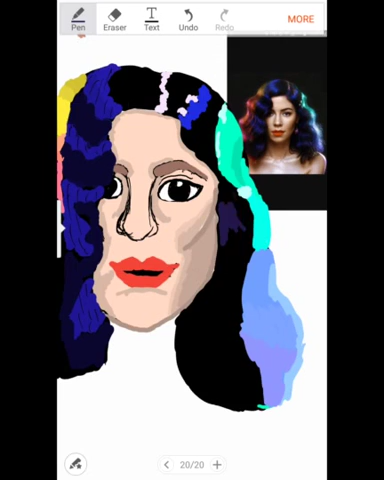 Pen
Eraser
Text
Undo
Redo
MORE
T
20/20